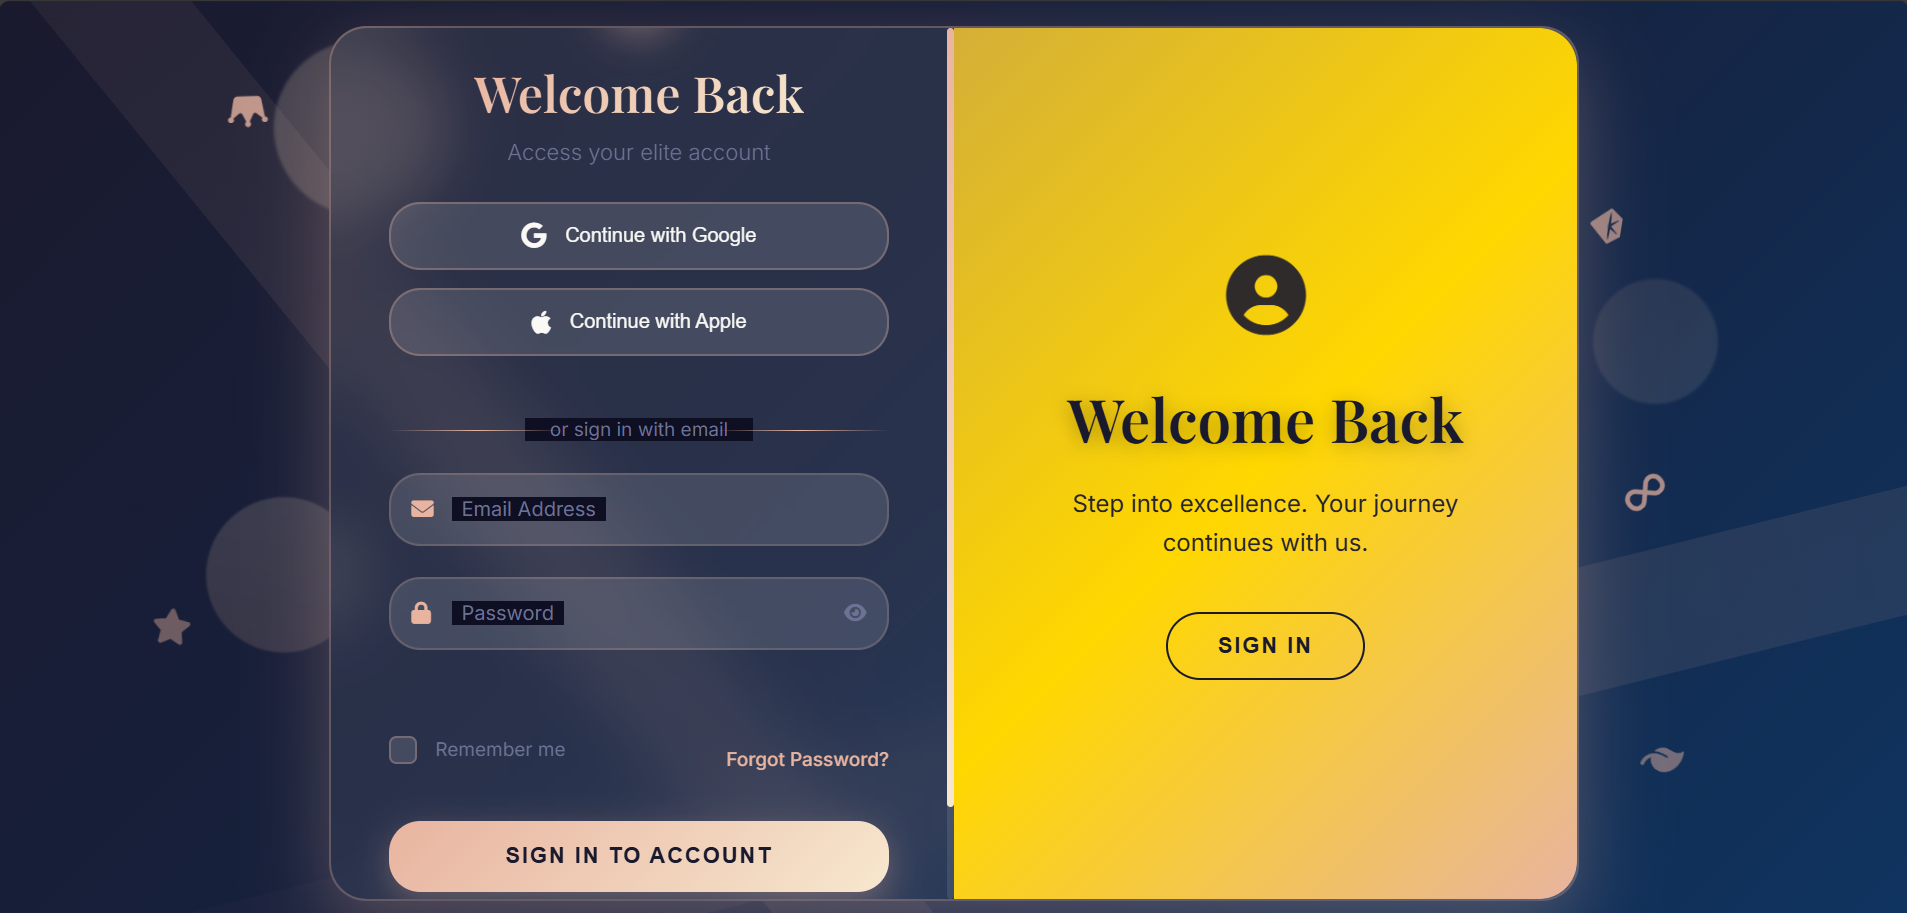 Welcome Back
Access your elite account
Continue with Google
Continue with Apple
or sign in with email
Email Address
Password
Remember me
Forgot Password?
SIGN IN TO ACCOUNT
Welcome Back
Step into excellence. Your journey
continues with us.
SIGN IN